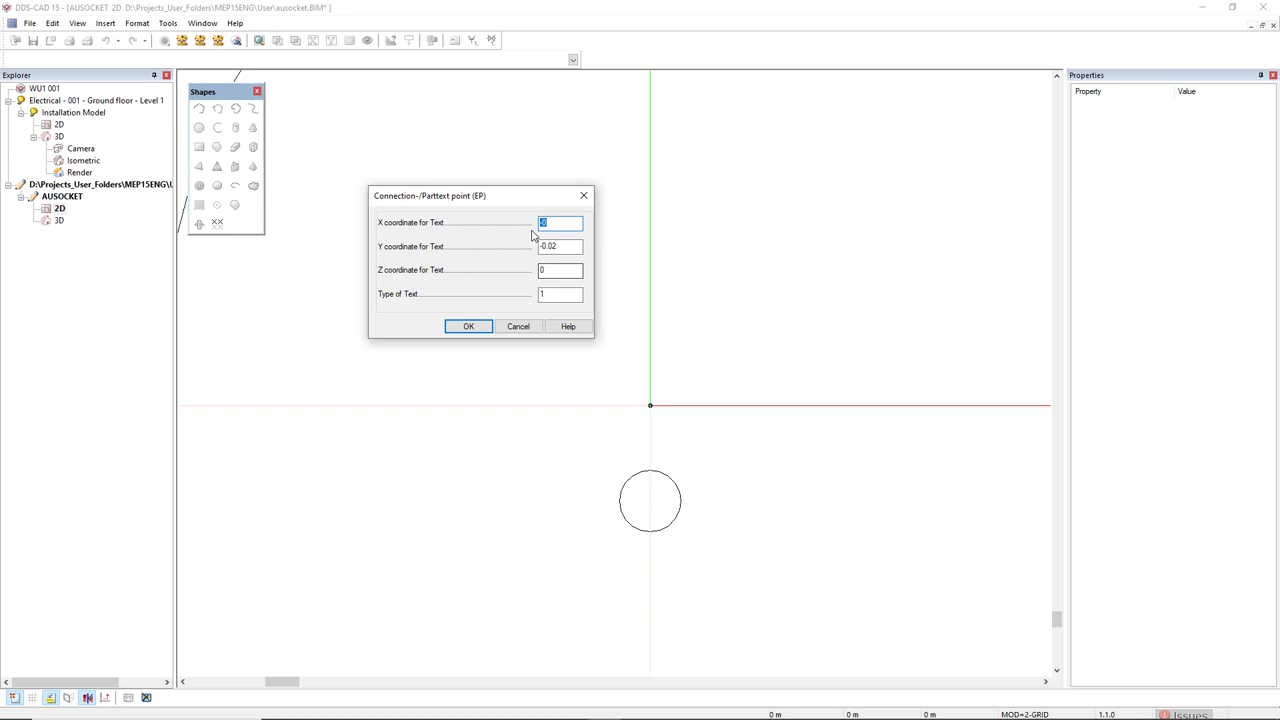 DDS-CAD 15 - [AUSOCKET 2D D:\Projects_User_Folders\MEP15ENG\User\ausocket.BIM* ]
File Edit View Insert Format Tools Window Help
Explorer
WU1 001
Electrical - 001 - Ground floor - Level 1
Installation Model
2D
3D
Camera
Isometric
Render
D:\Projects_User_Folders\MEP15ENG\U
AUSOCKET
2D
3D
Shapes
Connection-/Parttext point (EP)
X coordinate for Text -0
Y coordinate for Text -0.02
Z coordinate for Text 0
Type of Text 1
OK Cancel Help
Properties
Property Value
0 m 0 m 0 m MOD=2-GRID 1.1.0 Issues